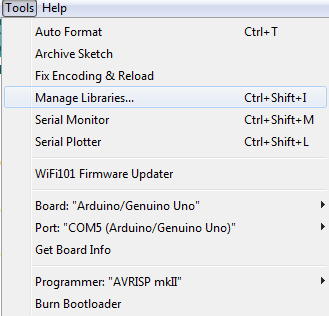 Tools Help
Auto Format Ctrl+T
Archive Sketch
Fix Encoding & Reload
Manage Libraries... Ctrl+Shift+I
Serial Monitor Ctrl+Shift+M
Serial Plotter Ctrl+Shift+L
WiFi101 Firmware Updater
Board: "Arduino/Genuino Uno"
Port: "COM5 (Arduino/Genuino Uno)"
Get Board Info
Programmer: "AVRISP mkII"
Burn Bootloader